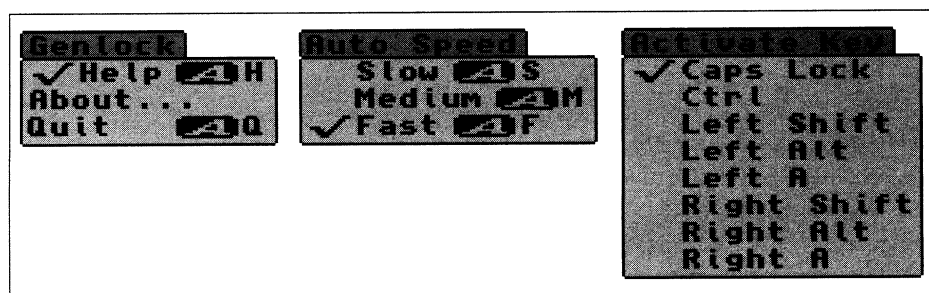 Genlock
✓Help A H
About...
Quit A Q
Auto Speed
Slow A S
Medium A M
✓Fast A F
Activate Key
✓Caps Lock
Ctrl
Left Shift
Left Alt
Left A
Right Shift
Right Alt
Right A